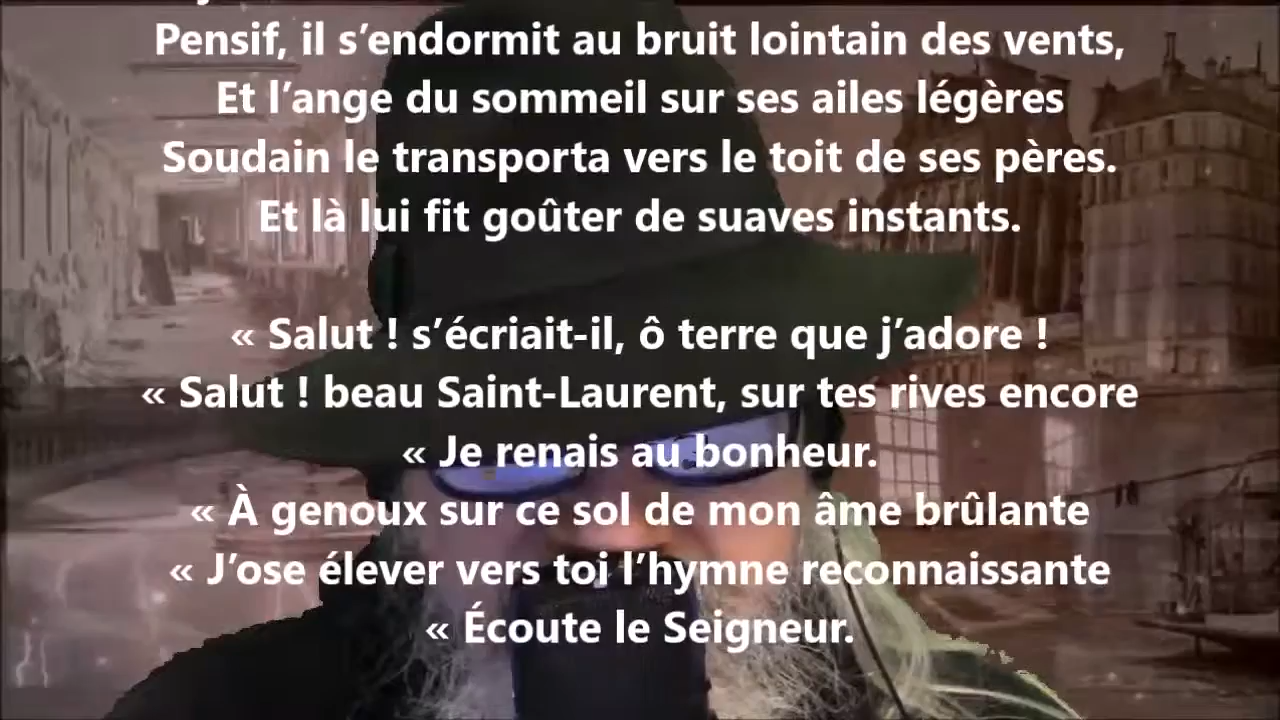 Pensif, il s’endormit au bruit lointain des vents,
Et l’ange du sommeil sur ses ailes légères
Soudain le transporta vers le toit de ses pères.
Et là lui fit goûter de suaves instants.
« Salut ! s’écriait-il, ô terre que j’adore !
« Salut ! beau Saint-Laurent, sur tes rives encore
« Je renais au bonheur.
« À genoux sur ce sol de mon âme brûlante
« J’ose élever vers toi l’hymne reconnaissante
« Écoute le Seigneur.